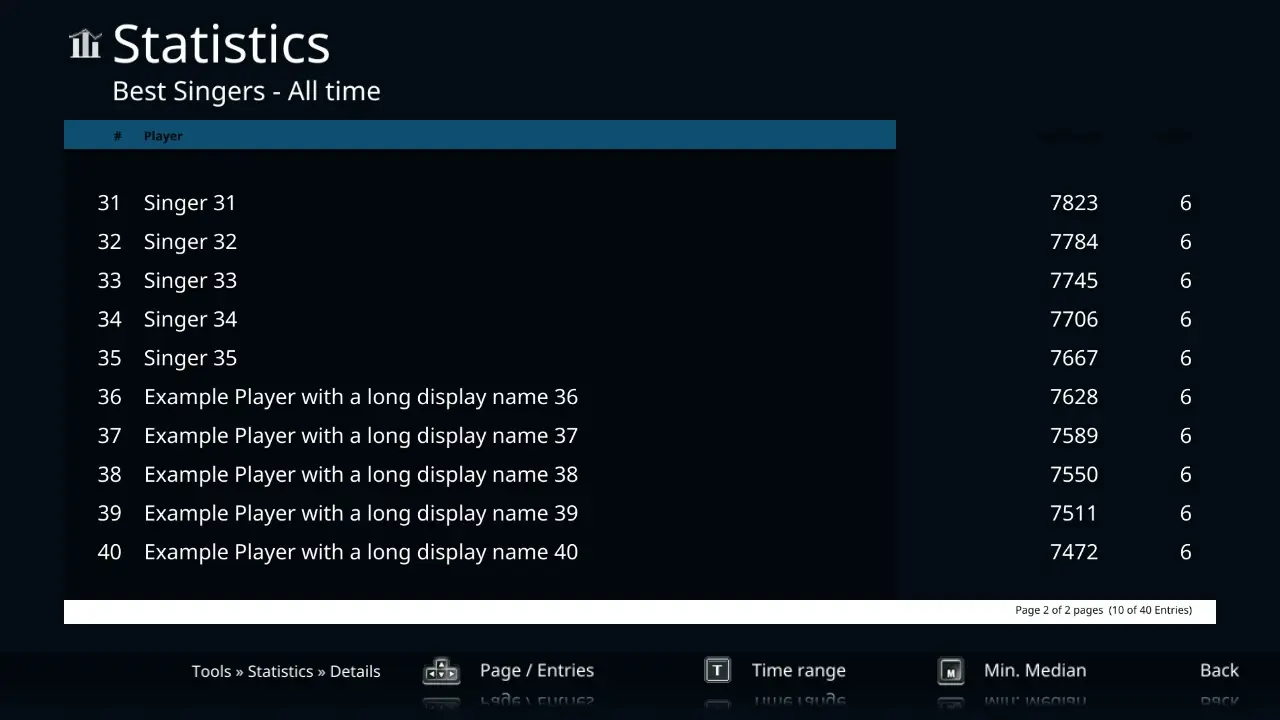 Statistics
Best Singers - All time
# Player
31 Singer 31 7823 6
32 Singer 32 7784 6
33 Singer 33 7745 6
34 Singer 34 7706 6
35 Singer 35 7667 6
36 Example Player with a long display name 36 7628 6
37 Example Player with a long display name 37 7589 6
38 Example Player with a long display name 38 7550 6
39 Example Player with a long display name 39 7511 6
40 Example Player with a long display name 40 7472 6
Page 2 of 2 pages (10 of 40 Entries)
Tools » Statistics » Details Page / Entries T Time range M Min. Median Back